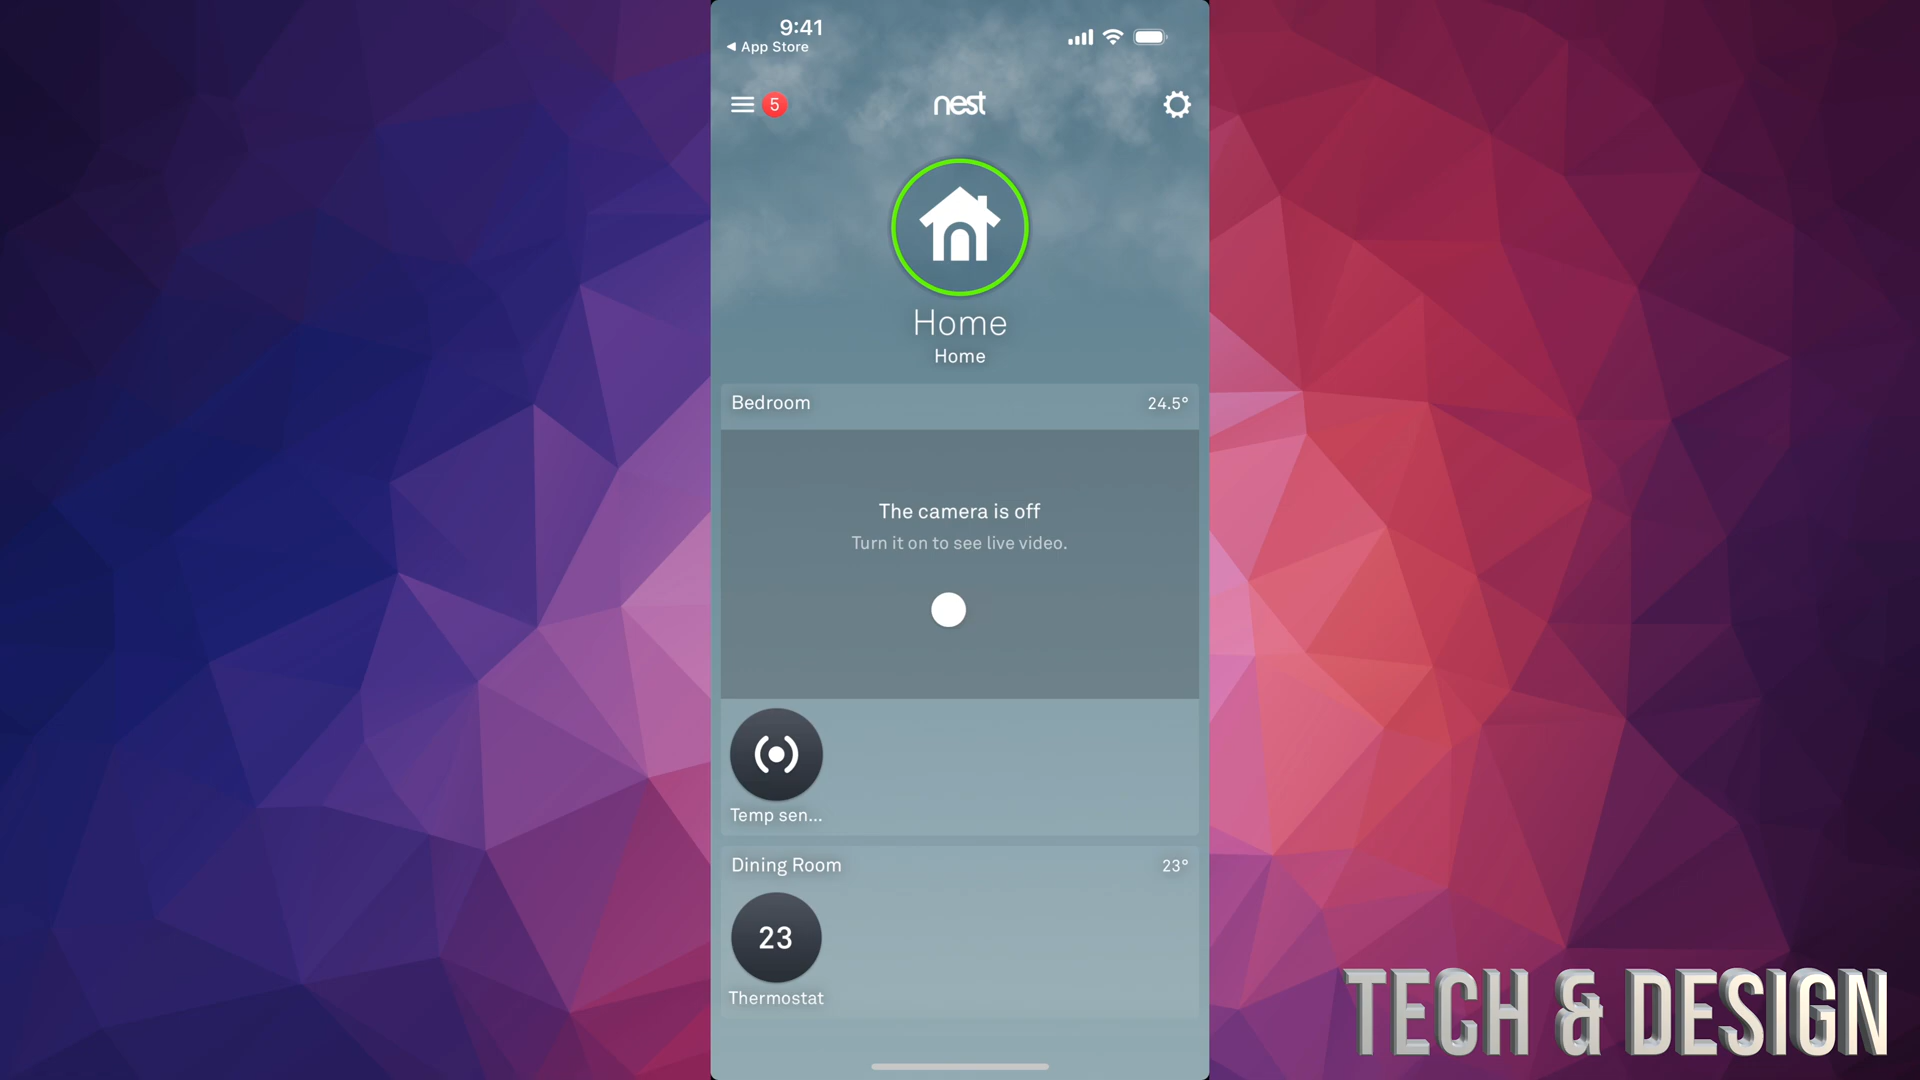 9:41
◀ App Store
5
nest
Home
Home
Bedroom
24.5°
The camera is off
Turn it on to see live video.
Temp sen...
Dining Room
23°
23
Thermostat
TECH & DESIGN